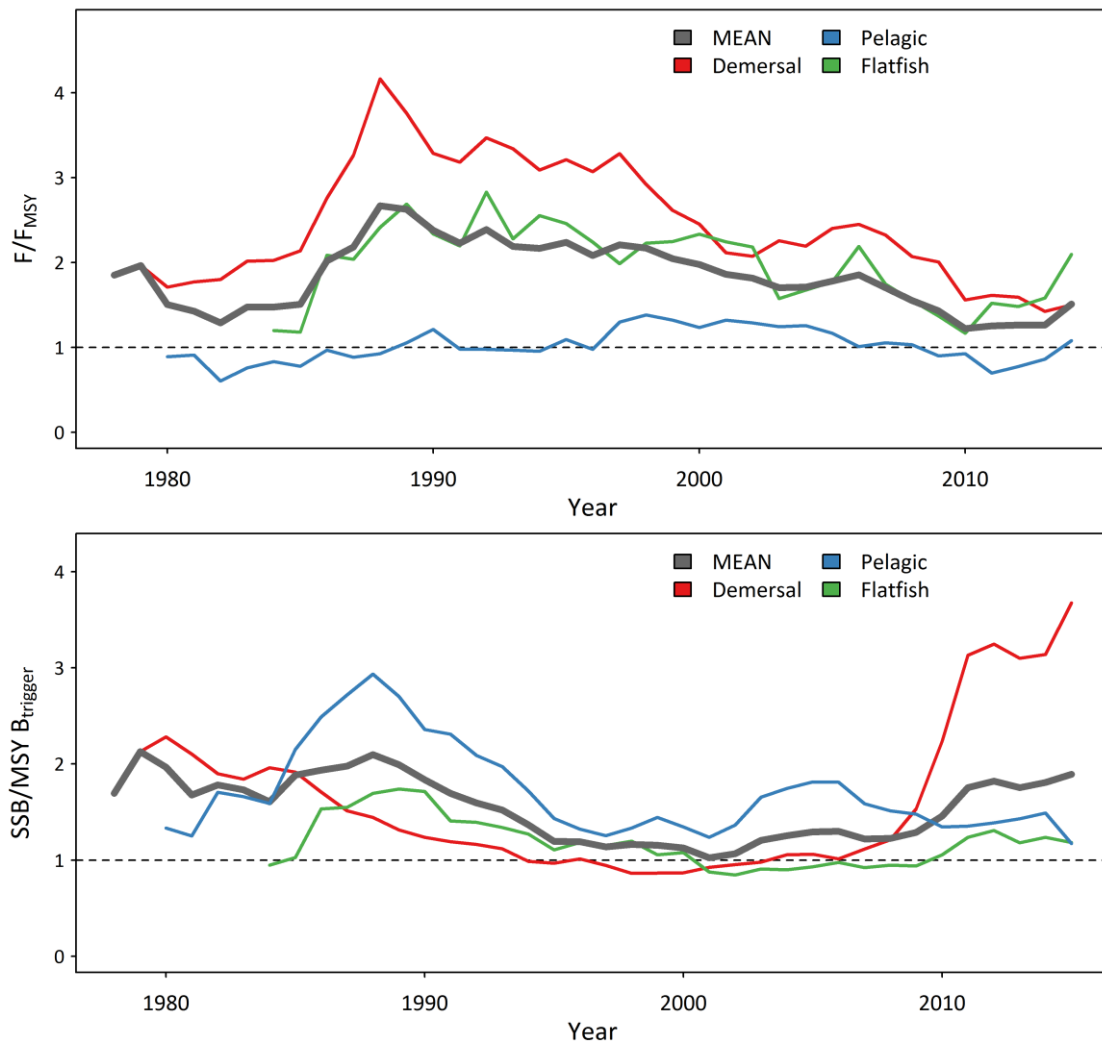 MEAN Pelagic
Demersal Flatfish
F/FMSY
4
3
2
1
0
1980 1990 2000 2010
Year
MEAN Pelagic
Demersal Flatfish
SSB/MSY Btrigger
4
3
2
1
0
1980 1990 2000 2010
Year